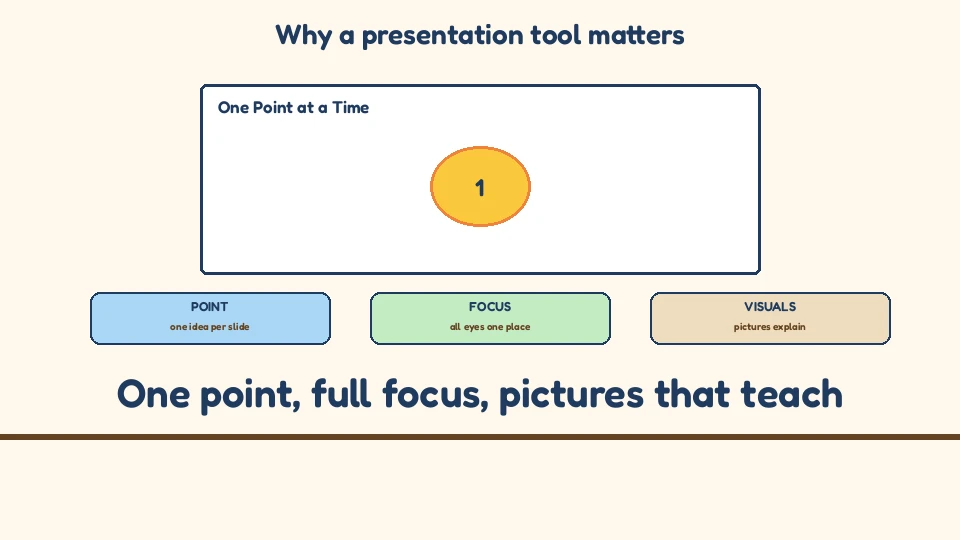 Why a presentation tool matters
One Point at a Time
1
POINT
one idea per slide
FOCUS
all eyes one place
VISUALS
pictures explain
One point, full focus, pictures that teach